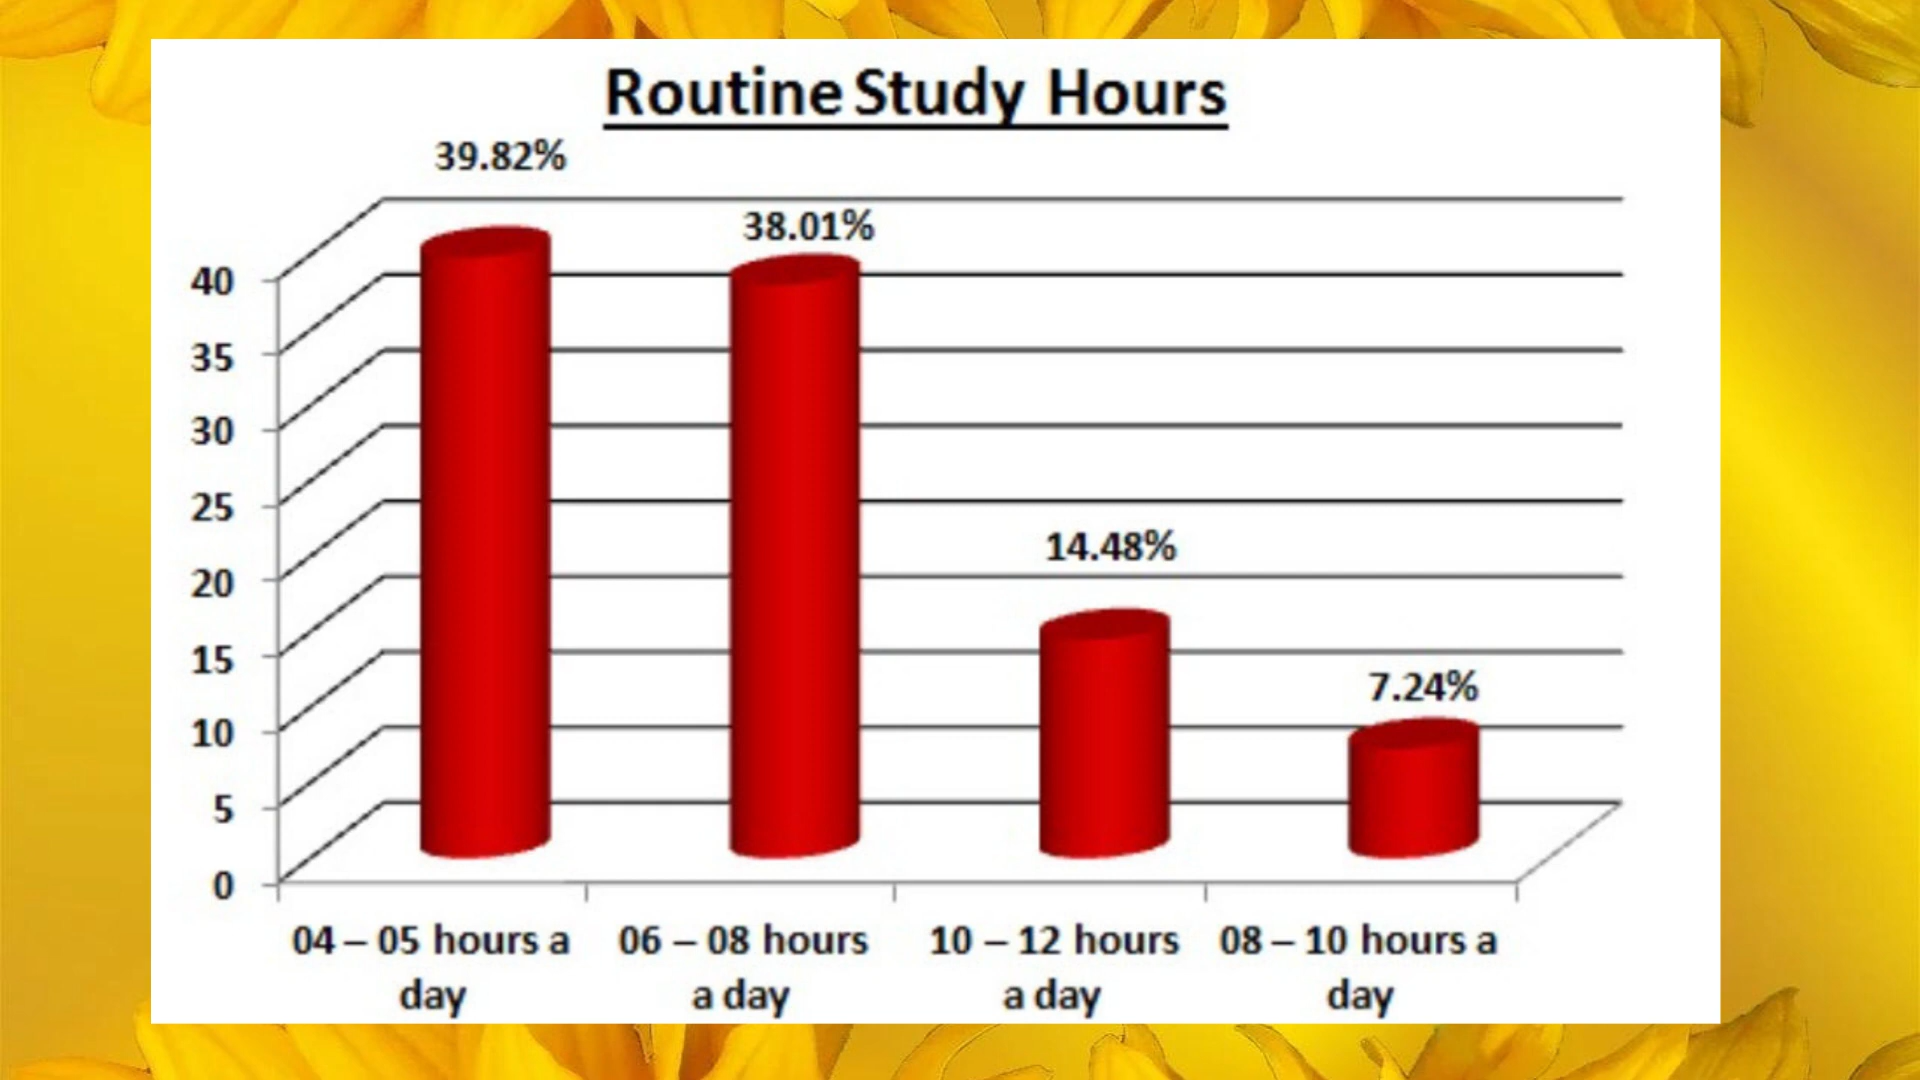 Routine Study Hours
39.82%
38.01%
14.48%
7.24%
40
35
30
25
20
15
10
5
0
04 – 05 hours a
day
06 – 08 hours
a day
10 – 12 hours
a day
08 – 10 hours a
day